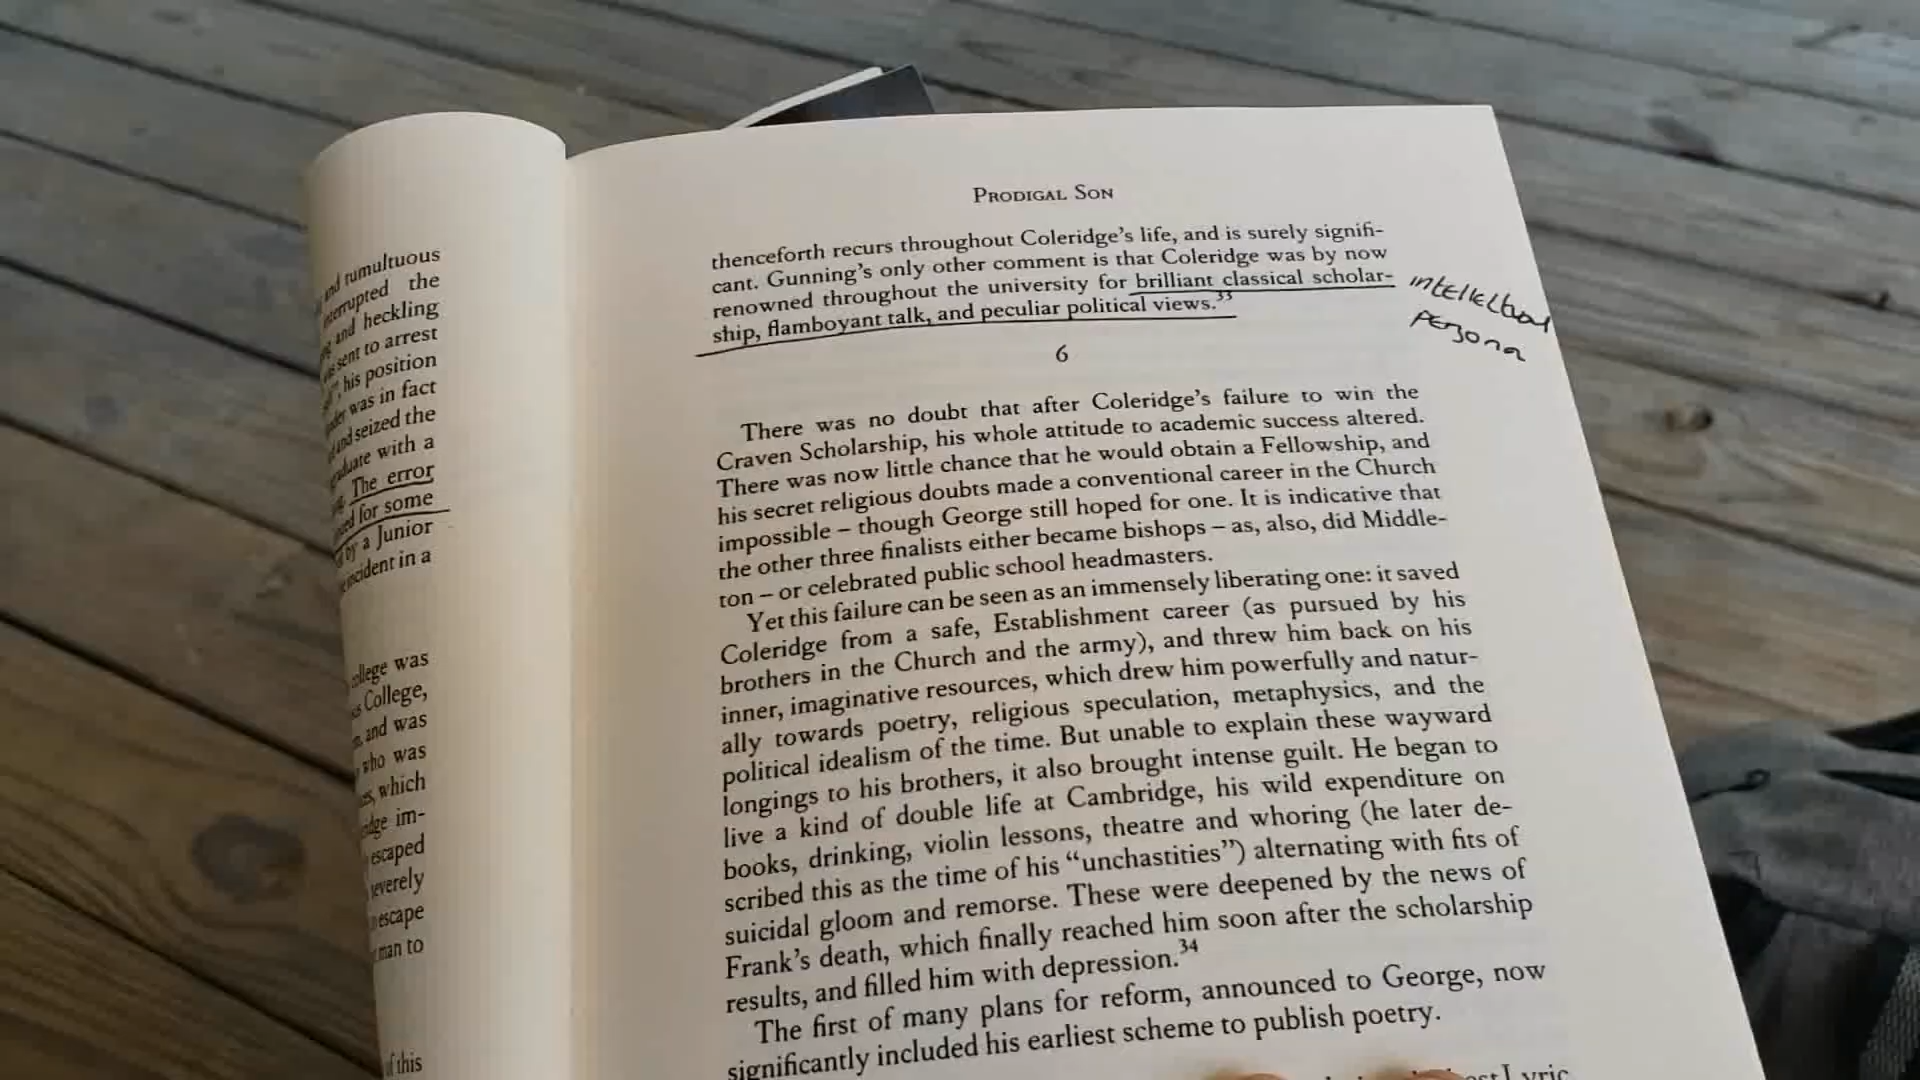 and tumultuous
interrupted the
and heckling
sent to arrest
his position
was in fact
and seized the
with a
The error
for some
by a Junior
incident in a
college was
College,
and was
who was
which
im-
escaped
severely
escape
man to
of this
PRODIGAL SON
thenceforth recurs throughout Coleridge's life, and is surely signifi-
cant. Gunning's only other comment is that Coleridge was by now
renowned throughout the university for brilliant classical scholar-
ship, flamboyant talk, and peculiar political views.33
intellectual
persona
6
There was no doubt that after Coleridge's failure to win the
Craven Scholarship, his whole attitude to academic success altered.
There was now little chance that he would obtain a Fellowship, and
his secret religious doubts made a conventional career in the Church
impossible – though George still hoped for one. It is indicative that
the other three finalists either became bishops – as, also, did Middle-
ton – or celebrated public school headmasters.
Yet this failure can be seen as an immensely liberating one: it saved
Coleridge from a safe, Establishment career (as pursued by his
brothers in the Church and the army), and threw him back on his
inner, imaginative resources, which drew him powerfully and natur-
ally towards poetry, religious speculation, metaphysics, and the
political idealism of the time. But unable to explain these wayward
longings to his brothers, it also brought intense guilt. He began to
live a kind of double life at Cambridge, his wild expenditure on
books, drinking, violin lessons, theatre and whoring (he later de-
scribed this as the time of his "unchastities") alternating with fits of
suicidal gloom and remorse. These were deepened by the news of
Frank's death, which finally reached him soon after the scholarship
results, and filled him with depression.34
The first of many plans for reform, announced to George, now
significantly included his earliest scheme to publish poetry.
Lyric